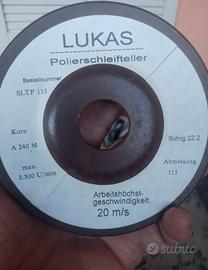 LUKAS
Polierschleifteller
Bestellnummer
SLTP 115
Korn
A 240 M
max.
3.300 U/min
Bohrg. 22.2
Abmessung
115
Arbeitshöchst-
geschwindigkeit
20 m/s
subito